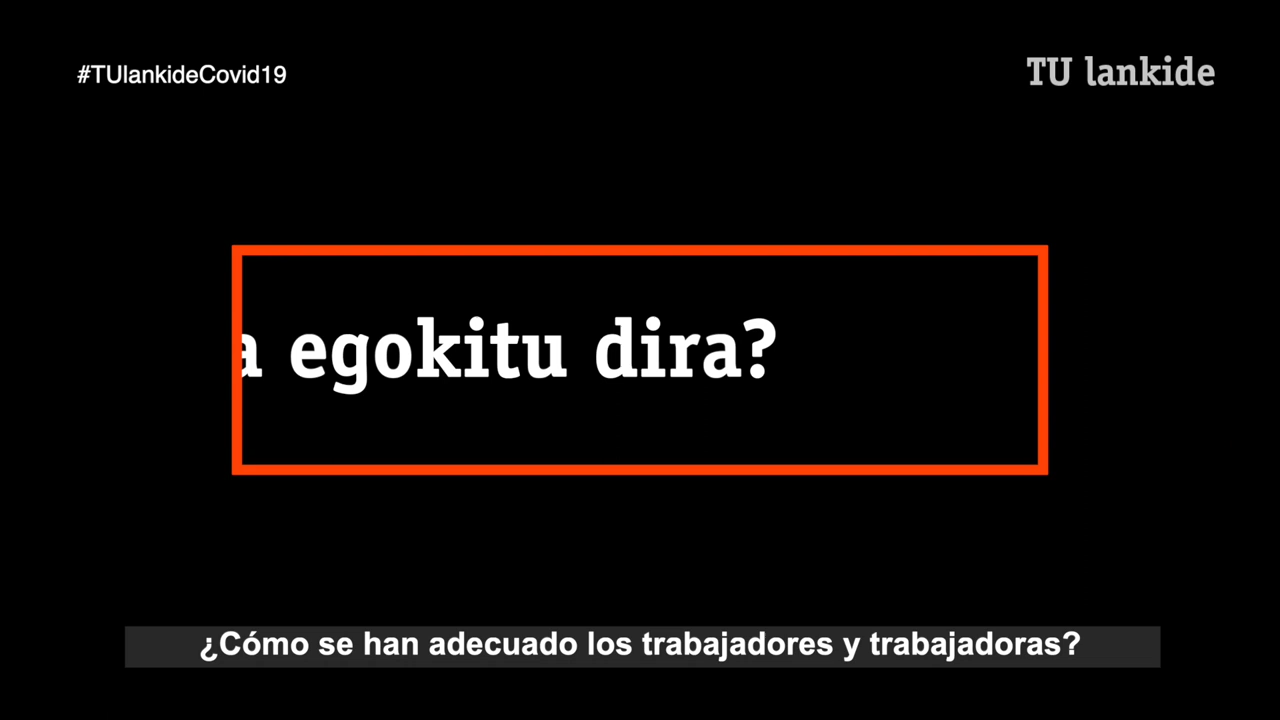 #TUlankideCovid19
TU lankide
a egokitu dira?
¿Cómo se han adecuado los trabajadores y trabajadoras?